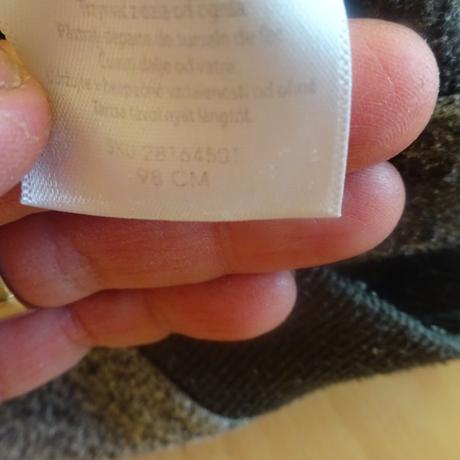 Trzymać z dala od ognia.
Păstrați departe de sursele de foc.
Čuvati dalje od vatre.
Udržujte v bezpečné vzdálenosti od ohně
Tartsa távol nyílt lángtól.
SKU 28164501
98 CM